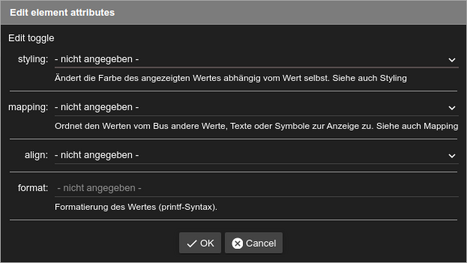 Edit element attributes
Edit toggle
styling: - nicht angegeben -
Ändert die Farbe des angezeigten Wertes abhängig vom Wert selbst. Siehe auch Styling
mapping: - nicht angegeben -
Ordnet den Werten vom Bus andere Werte, Texte oder Symbole zur Anzeige zu. Siehe auch Mapping
align: - nicht angegeben -
format: - nicht angegeben -
Formatierung des Wertes (printf-Syntax).
OK Cancel